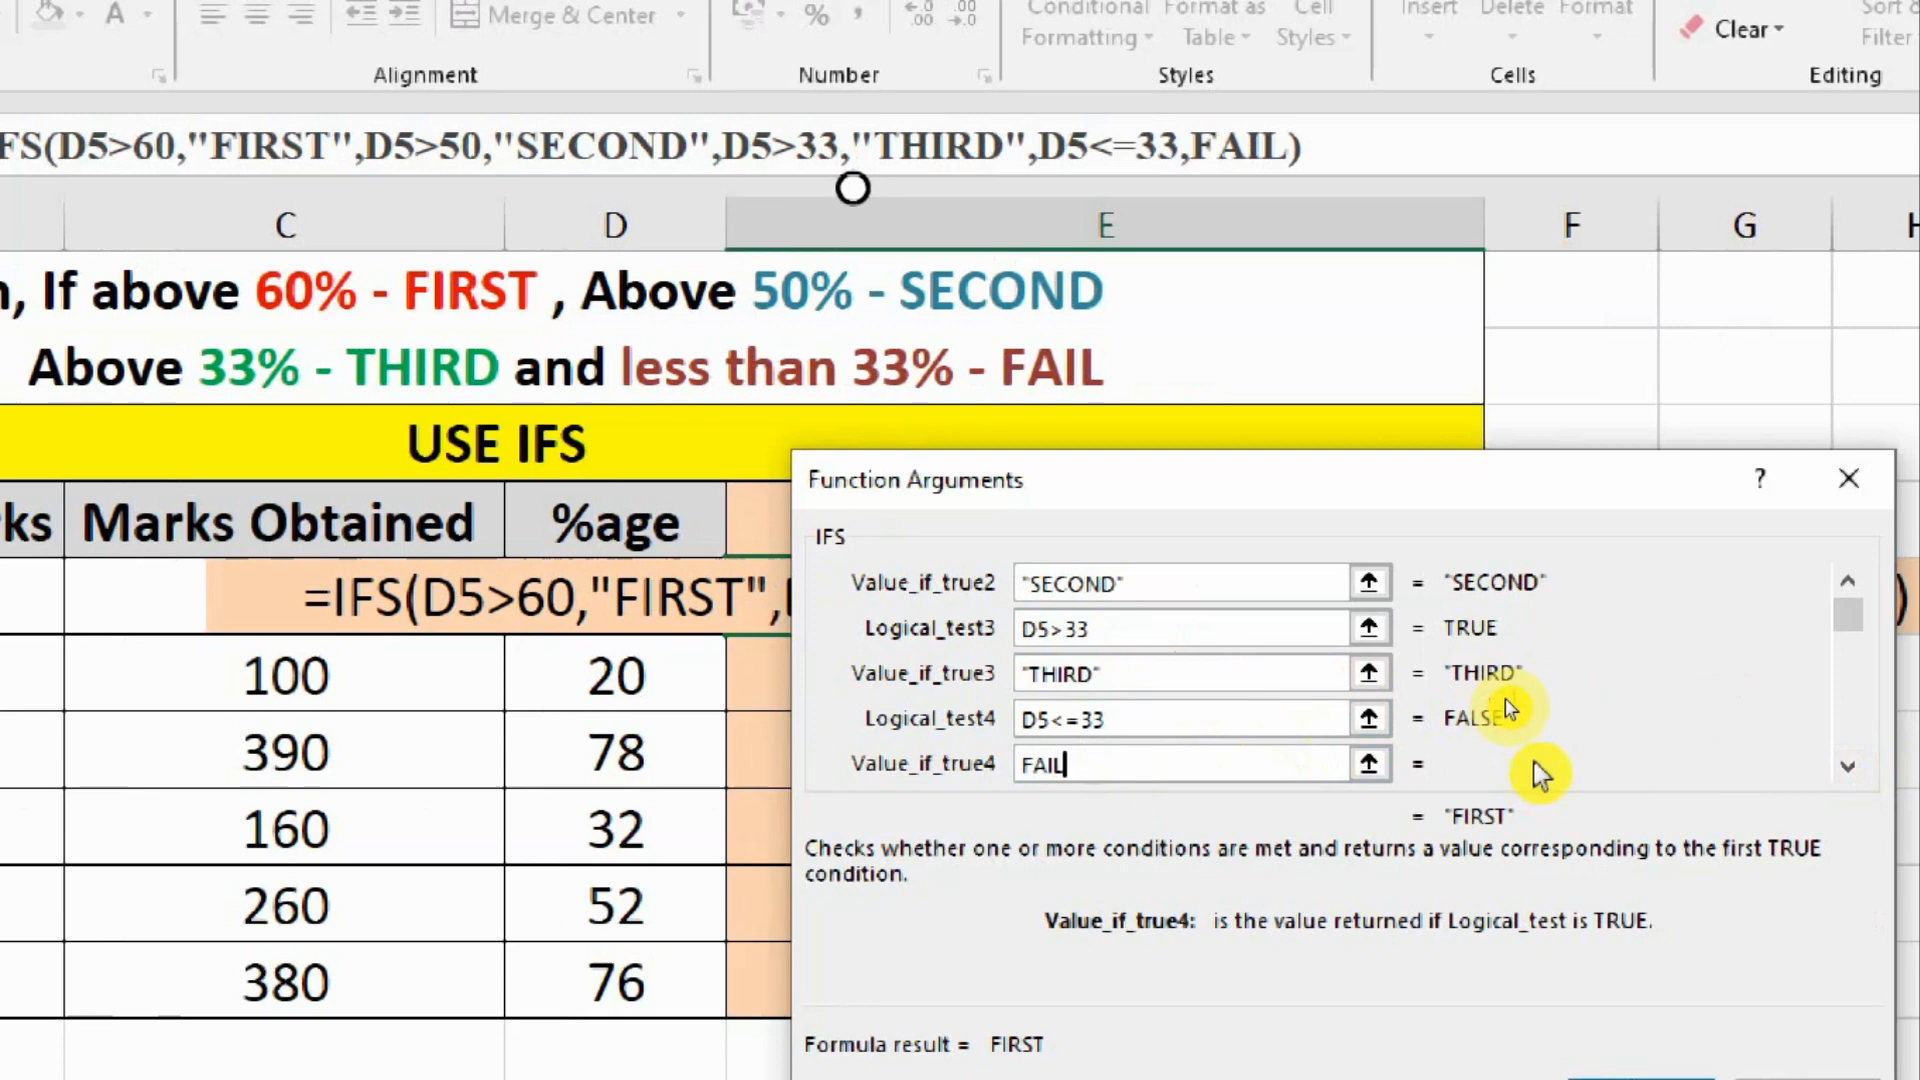 A
Merge & Center
%
Conditional Formatting
Format as Table
Cell Styles
Insert
Delete
Format
Clear
Sort &
Filter
Alignment
Number
Styles
Cells
Editing
FS(D5>60,"FIRST",D5>50,"SECOND",D5>33,"THIRD",D5<=33,FAIL)
C D E F G H
, If above 60% - FIRST , Above 50% - SECOND
Above 33% - THIRD and less than 33% - FAIL
USE IFS
ks Marks Obtained %age
=IFS(D5>60,"FIRST",
)
100 20
390 78
160 32
260 52
380 76
Function Arguments ?
IFS
Value_if_true2 "SECOND" = "SECOND"
Logical_test3 D5>33 = TRUE
Value_if_true3 "THIRD" = "THIRD"
Logical_test4 D5<=33 = FALSE
Value_if_true4 FAIL =
= "FIRST"
Checks whether one or more conditions are met and returns a value corresponding to the first TRUE
condition.
Value_if_true4: is the value returned if Logical_test is TRUE.
Formula result = FIRST